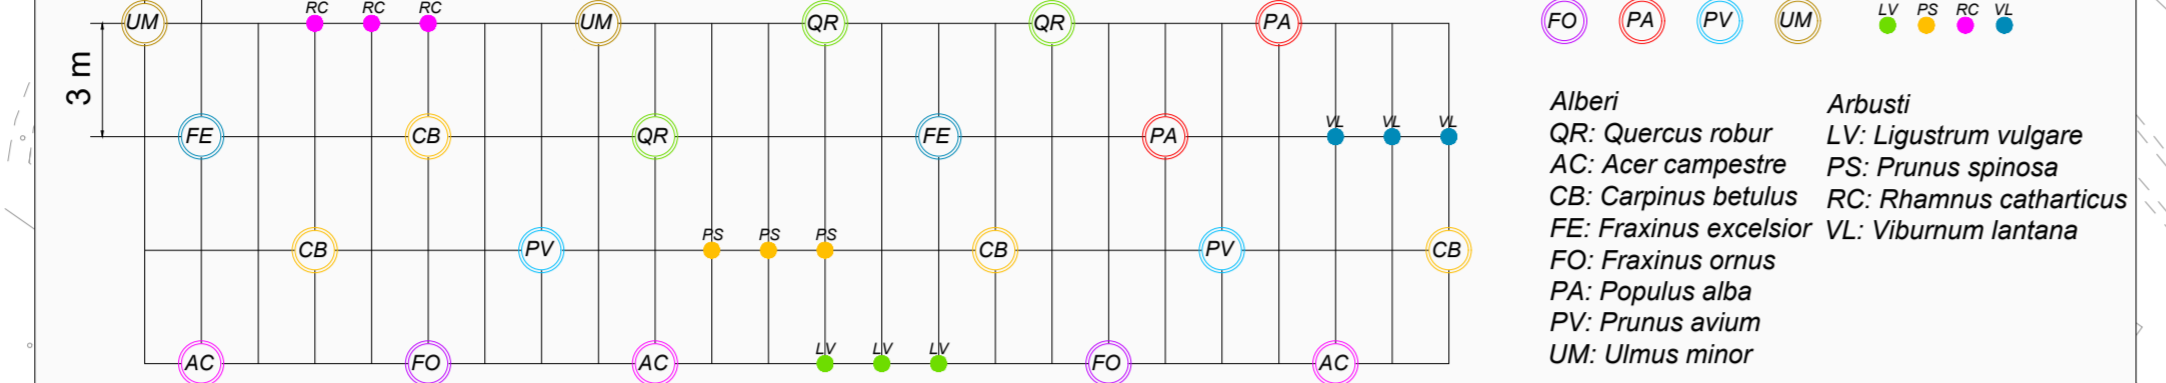 RC RC RC
UM UM QR QR PA
3 m
FE CB QR FE PA
VL VL VL
PS PS PS
CB PV CB PV CB
LV LV LV
AC FO AC FO AC
FO PA PV UM
LV PS RC VL
Alberi
QR: Quercus robur
AC: Acer campestre
CB: Carpinus betulus
FE: Fraxinus excelsior
FO: Fraxinus ornus
PA: Populus alba
PV: Prunus avium
UM: Ulmus minor
Arbusti
LV: Ligustrum vulgare
PS: Prunus spinosa
RC: Rhamnus catharticus
VL: Viburnum lantana